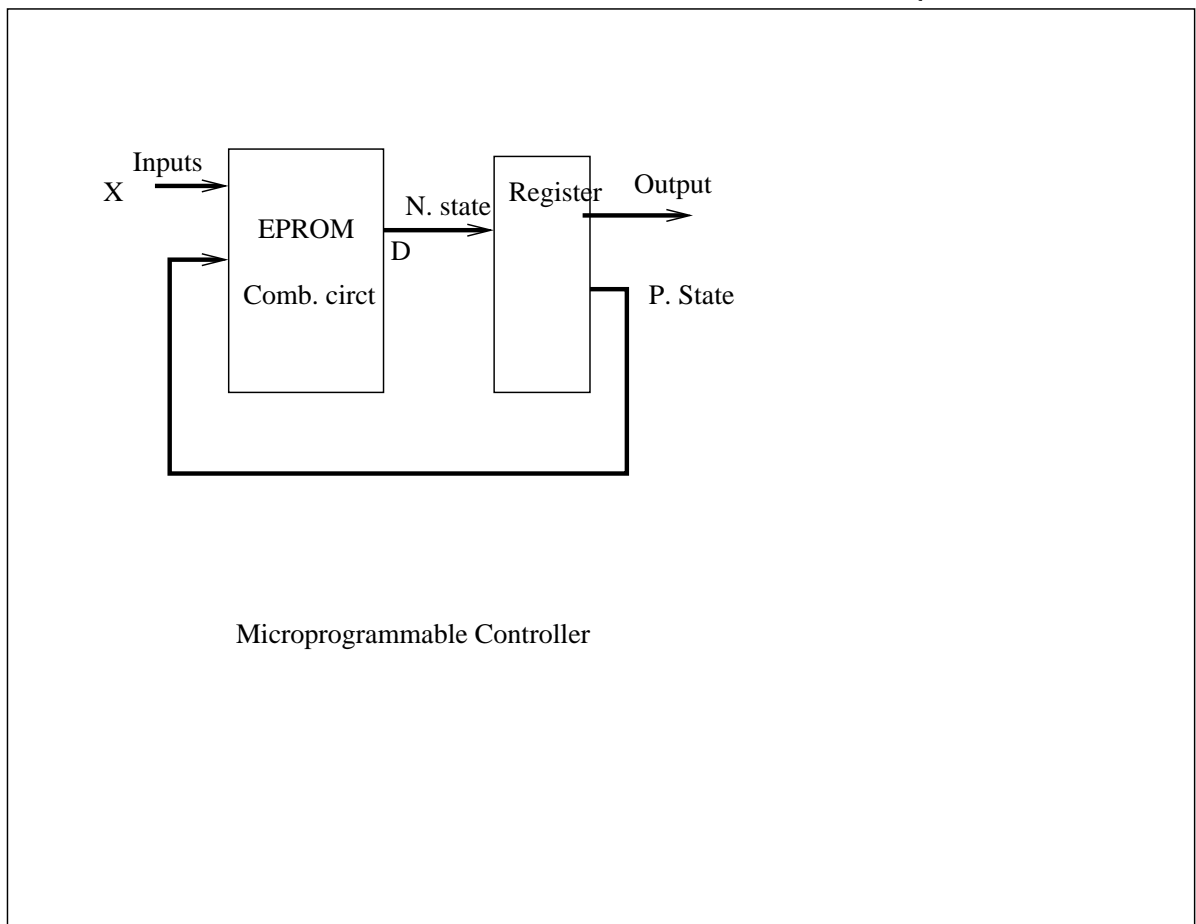 Inputs
X
EPROM
Comb. circt
N. state
D
Register
Output
P. State
Microprogrammable Controller